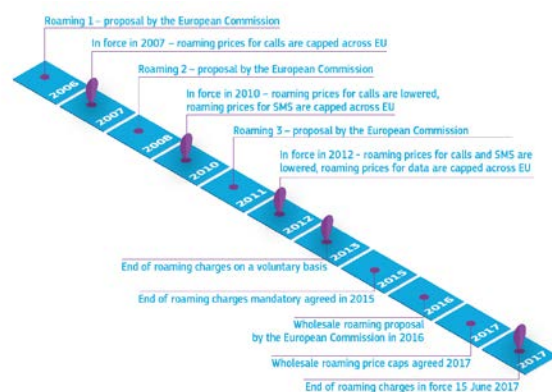 Roaming 1 – proposal by the European Commission
In force in 2007 – roaming prices for calls are capped across EU
Roaming 2 – proposal by the European Commission
In force in 2010 – roaming prices for calls are lowered,
roaming prices for SMS are capped across EU
Roaming 3 – proposal by the European Commission
In force in 2012 - roaming prices for calls and SMS are
lowered, roaming prices for data are capped across EU
2006
2007
2008
2010
2011
2012
2013
2015
2016
2017
2017
End of roaming charges on a voluntary basis
End of roaming charges mandatory agreed in 2015
Wholesale roaming proposal
by the European Commission in 2016
Wholesale roaming price caps agreed 2017
End of roaming charges in force 15 June 2017